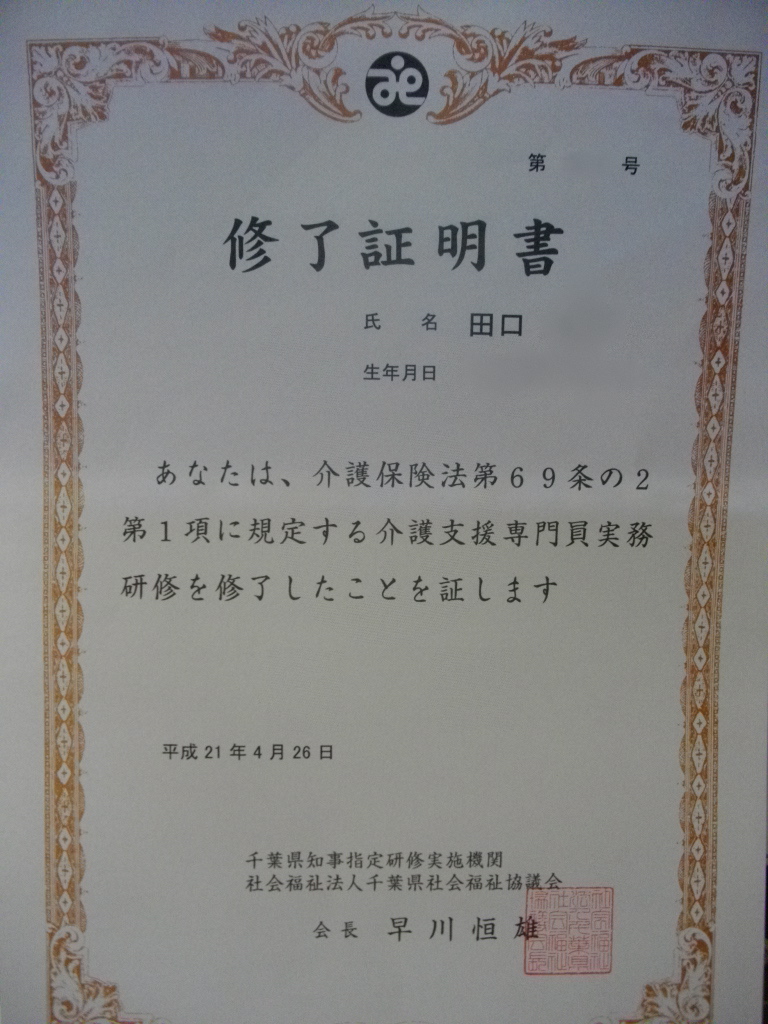 第 号
修了証明書
氏 名 田口
生年月日
あなたは、介護保険法第69条の2
第1項に規定する介護支援専門員実務
研修を修了したことを証します
平成21年4月26日
千葉県知事指定研修実施機関
社会福祉法人千葉県社会福祉協議会
会長 早川恒雄